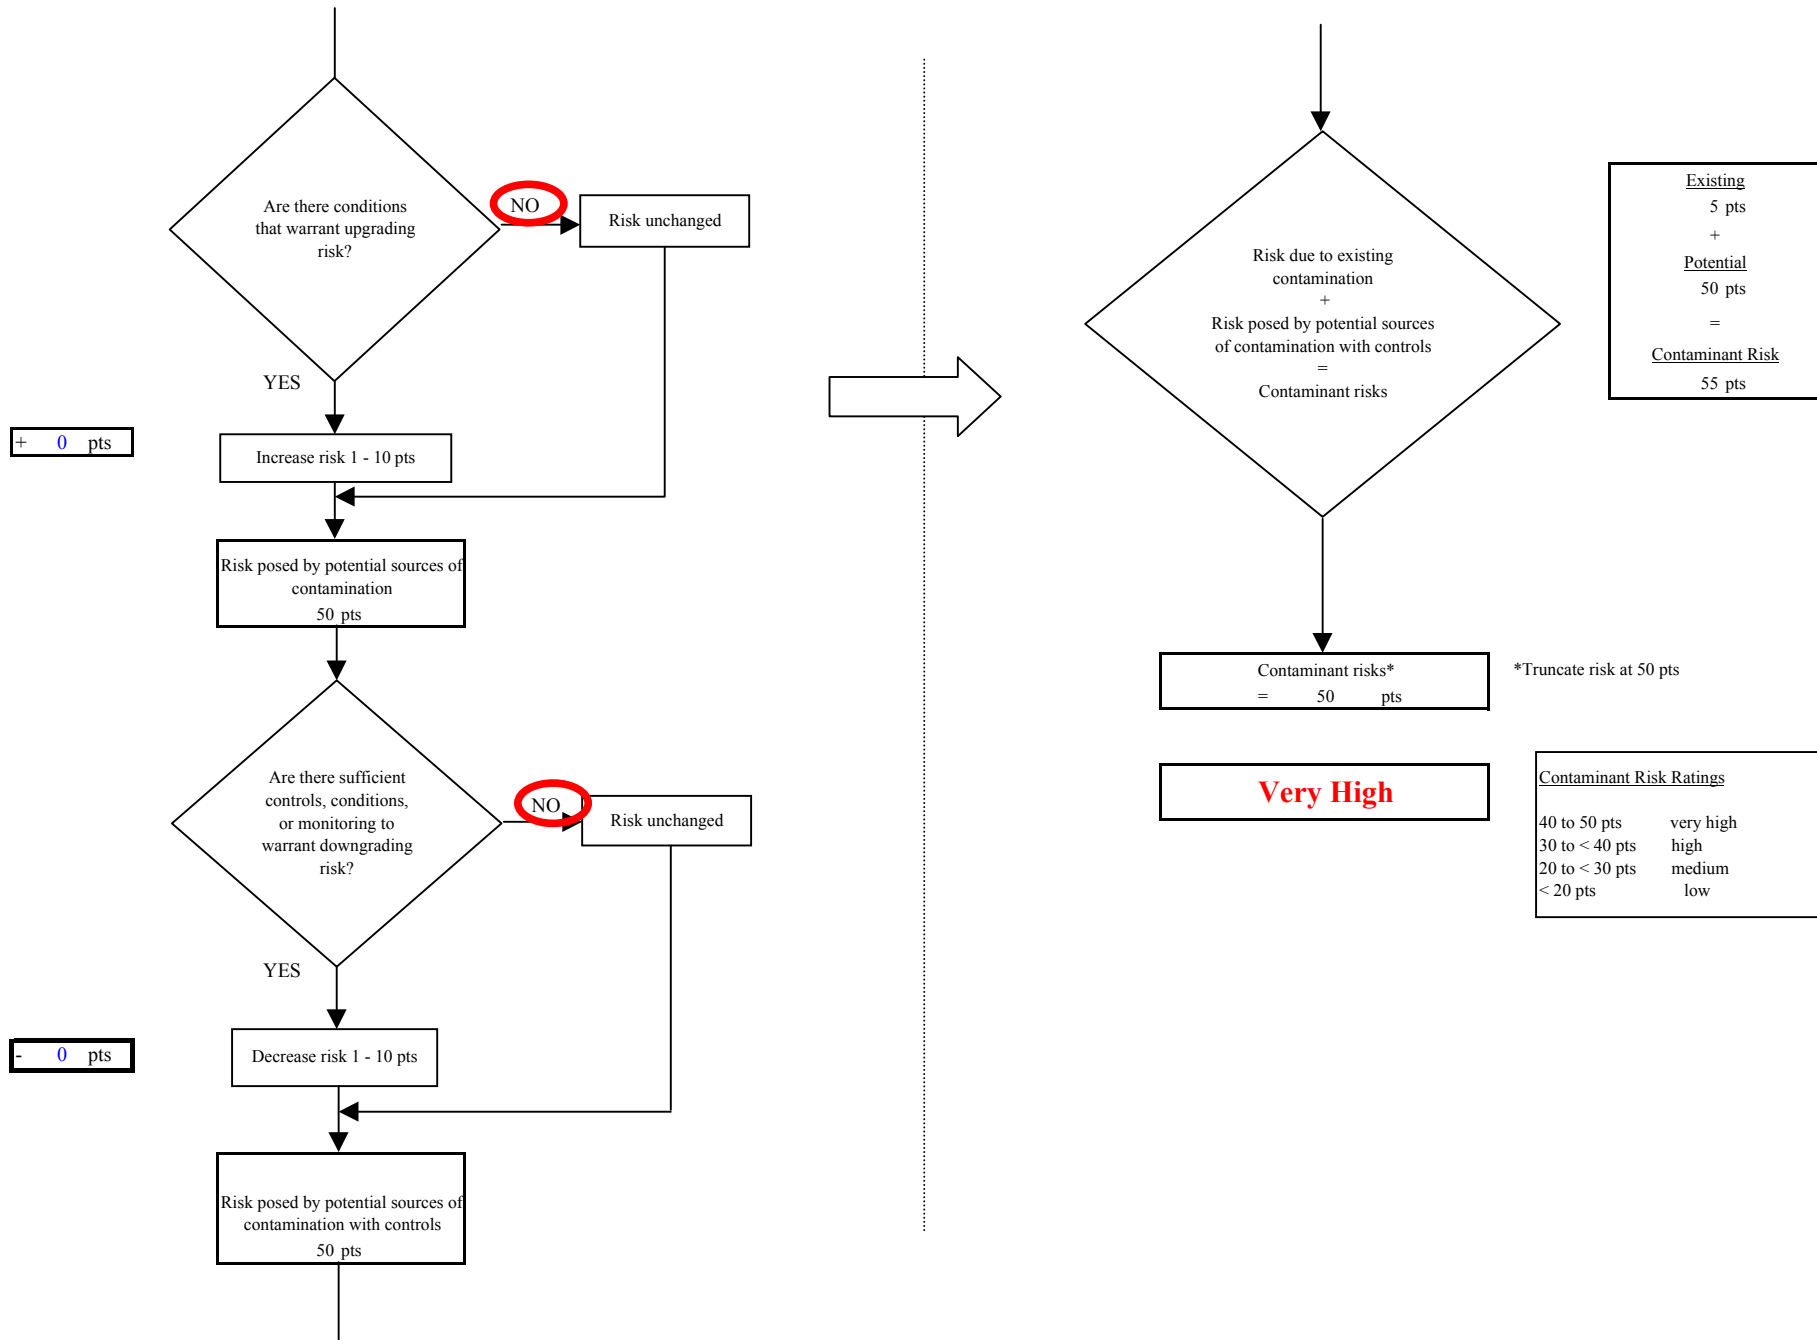 Are there conditions
that warrant upgrading
risk?
NO
Risk unchanged
YES
+ 0 pts
Increase risk 1 - 10 pts
Risk posed by potential sources of
contamination
50 pts
Are there sufficient
controls, conditions,
or monitoring to
warrant downgrading
risk?
NO
Risk unchanged
YES
- 0 pts
Decrease risk 1 - 10 pts
Risk posed by potential sources of
contamination with controls
50 pts
Risk due to existing
contamination
+
Risk posed by potential sources
of contamination with controls
=
Contaminant risks
Existing
5 pts
+
Potential
50 pts
=
Contaminant Risk
55 pts
Contaminant risks*
= 50 pts
*Truncate risk at 50 pts
Very High
Contaminant Risk Ratings
40 to 50 pts very high
30 to < 40 pts high
20 to < 30 pts medium
< 20 pts low